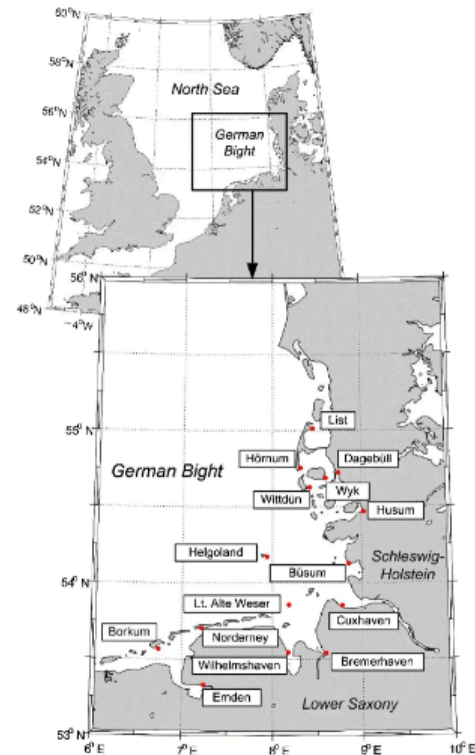 60°N
58°N
North Sea
56°N
German
Bight
54°N
52°N
50°N
56°N
48°N
4°W
List
55°N
Hörnum
Dagebüll
German Bight
Wyk
Wittdün
Husum
Helgoland
Schleswig-
Holstein
Büsum
54°N
Lt. Alte Weser
Cuxhaven
Borkum
Norderney
Wilhelmshaven
Bremerhaven
Emden
Lower Saxony
53°N
6°E
7°E
8°E
9°E
10°E